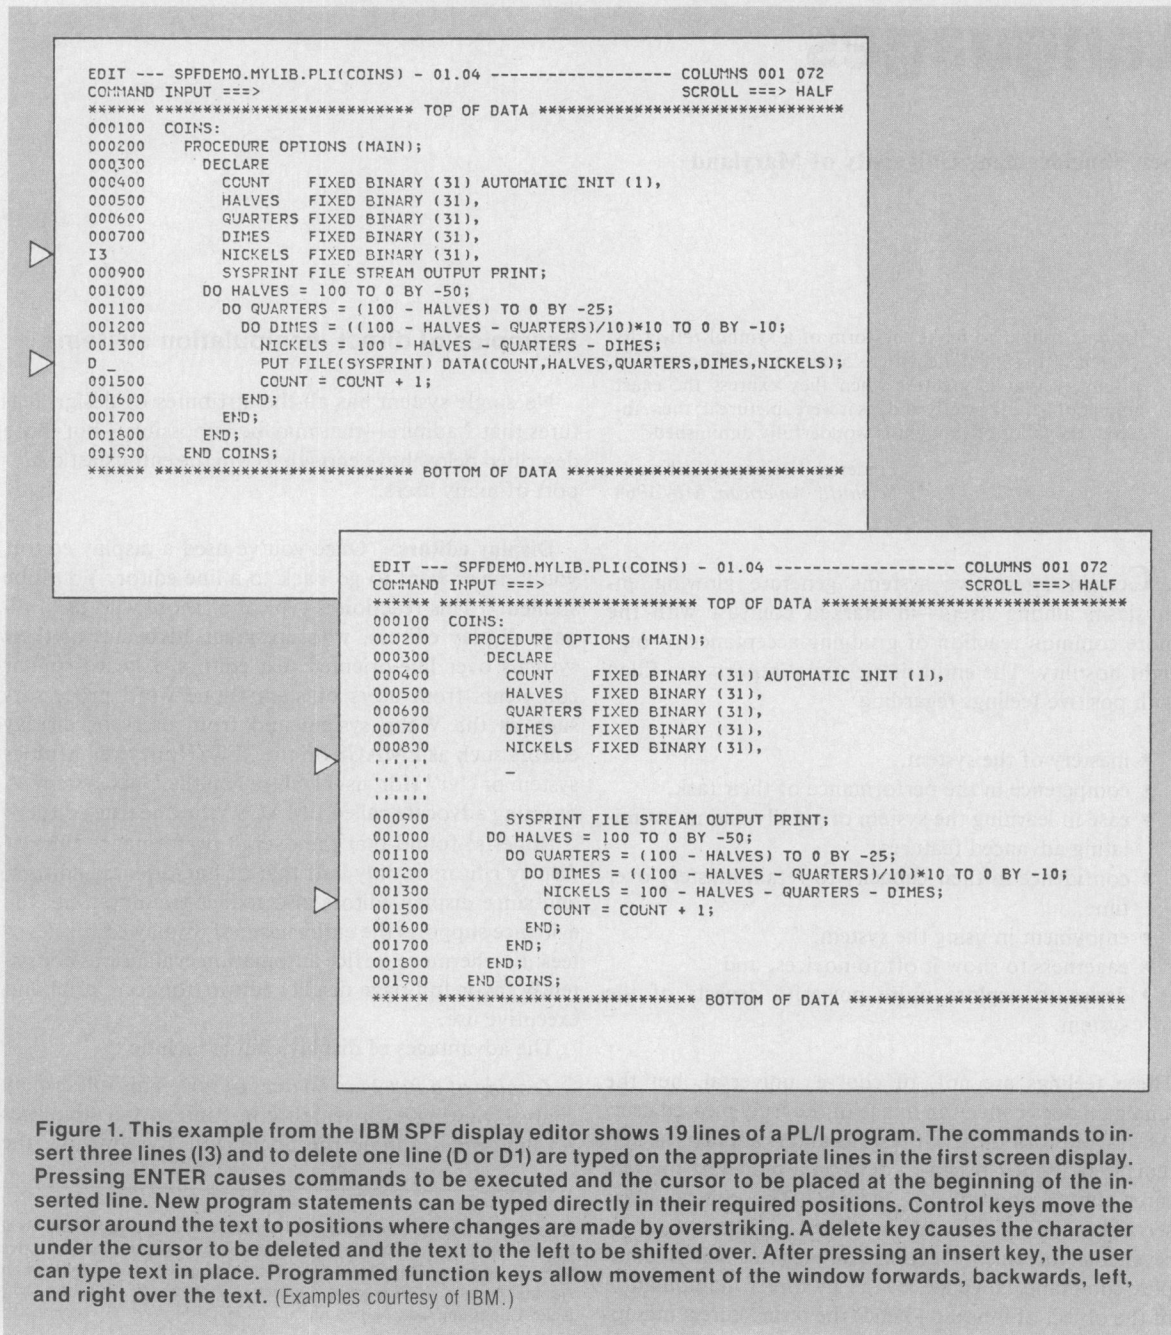 EDIT --- SPFDEMO.MYLIB.PLI(COINS) - 01.04 ------------------- COLUMNS 001 072
COMMAND INPUT ===> SCROLL ===> HALF
****** *************************** TOP OF DATA ********************************
000100 COINS:
000200 PROCEDURE OPTIONS (MAIN);
000300 DECLARE
000400 COUNT FIXED BINARY (31) AUTOMATIC INIT (1),
000500 HALVES FIXED BINARY (31),
000600 QUARTERS FIXED BINARY (31),
000700 DIMES FIXED BINARY (31),
I3 NICKELS FIXED BINARY (31),
000900 SYSPRINT FILE STREAM OUTPUT PRINT;
001000 DO HALVES = 100 TO 0 BY -50;
001100 DO QUARTERS = (100 - HALVES) TO 0 BY -25;
001200 DO DIMES = ((100 - HALVES - QUARTERS)/10)*10 TO 0 BY -10;
001300 NICKELS = 100 - HALVES - QUARTERS - DIMES;
D _ PUT FILE(SYSPRINT) DATA(COUNT,HALVES,QUARTERS,DIMES,NICKELS);
001500 COUNT = COUNT + 1;
001600 END;
001700 END;
001800 END;
001900 END COINS;
****** *************************** BOTTOM OF DATA *****************************
EDIT --- SPFDEMO.MYLIB.PLI(COINS) - 01.04 ------------------- COLUMNS 001 072
COMMAND INPUT ===> SCROLL ===> HALF
****** *************************** TOP OF DATA ********************************
000100 COINS:
000200 PROCEDURE OPTIONS (MAIN);
000300 DECLARE
000400 COUNT FIXED BINARY (31) AUTOMATIC INIT (1),
000500 HALVES FIXED BINARY (31),
000600 QUARTERS FIXED BINARY (31),
000700 DIMES FIXED BINARY (31),
000800 NICKELS FIXED BINARY (31),
'''''' _
''''''
''''''
000900 SYSPRINT FILE STREAM OUTPUT PRINT;
001000 DO HALVES = 100 TO 0 BY -50;
001100 DO QUARTERS = (100 - HALVES) TO 0 BY -25;
001200 DO DIMES = ((100 - HALVES - QUARTERS)/10)*10 TO 0 BY -10;
001300 NICKELS = 100 - HALVES - QUARTERS - DIMES;
001500 COUNT = COUNT + 1;
001600 END;
001700 END;
001800 END;
001900 END COINS;
****** *************************** BOTTOM OF DATA *****************************
Figure 1. This example from the IBM SPF display editor shows 19 lines of a PL/I program. The commands to in-
sert three lines (I3) and to delete one line (D or D1) are typed on the appropriate lines in the first screen display.
Pressing ENTER causes commands to be executed and the cursor to be placed at the beginning of the in-
serted line. New program statements can be typed directly in their required positions. Control keys move the
cursor around the text to positions where changes are made by overstriking. A delete key causes the character
under the cursor to be deleted and the text to the left to be shifted over. After pressing an insert key, the user
can type text in place. Programmed function keys allow movement of the window forwards, backwards, left,
and right over the text. (Examples courtesy of IBM.)